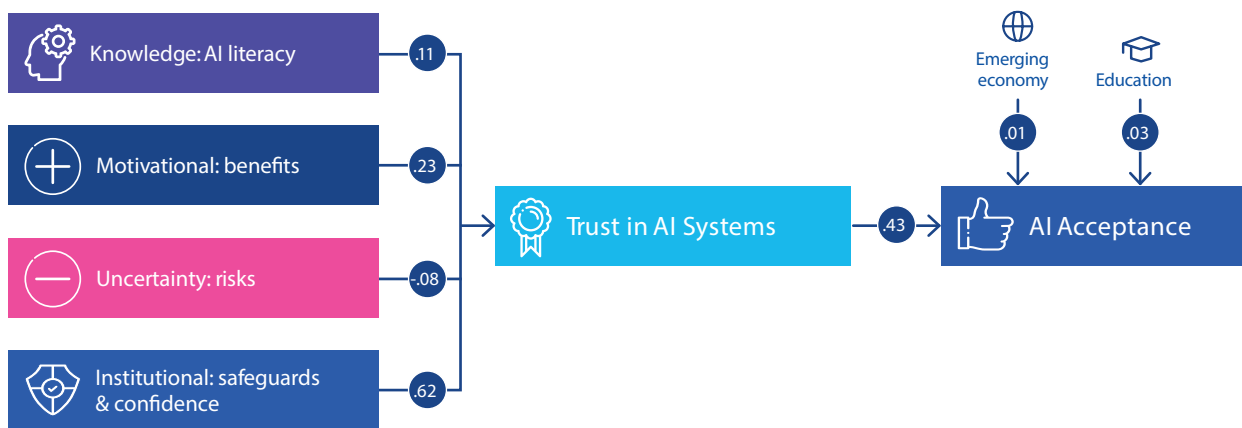 Knowledge: AI literacy
.11
Motivational: benefits
.23
Uncertainty: risks
-.08
Institutional: safeguards
& confidence
.62
Trust in AI Systems
.43
Emerging
economy
.01
Education
.03
AI Acceptance